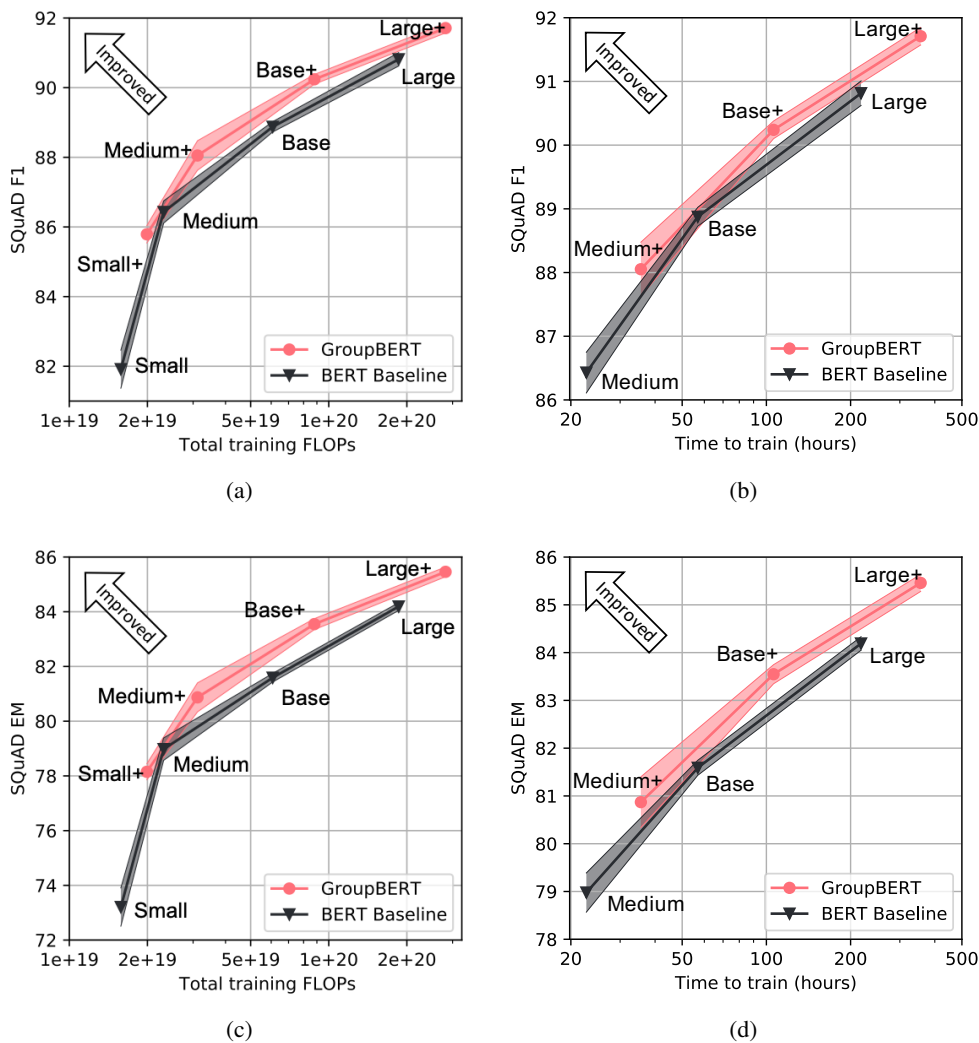 92
90
88
86
84
82
SQuAD F1
Improved
Large+
Large
Base+
Base
Medium+
Medium
Small+
Small
GroupBERT
BERT Baseline
1e+19 2e+19 5e+19 1e+20 2e+20
Total training FLOPs
(a)
92
91
90
89
88
87
86
SQuAD F1
Improved
Large+
Large
Base+
Base
Medium+
Medium
GroupBERT
BERT Baseline
20 50 100 200 500
Time to train (hours)
(b)
86
84
82
80
78
76
74
72
SQuAD EM
Improved
Large+
Large
Base+
Base
Medium+
Medium
Small+
Small
GroupBERT
BERT Baseline
1e+19 2e+19 5e+19 1e+20 2e+20
Total training FLOPs
(c)
86
85
84
83
82
81
80
79
78
SQuAD EM
Improved
Large+
Large
Base+
Base
Medium+
Medium
GroupBERT
BERT Baseline
20 50 100 200 500
Time to train (hours)
(d)